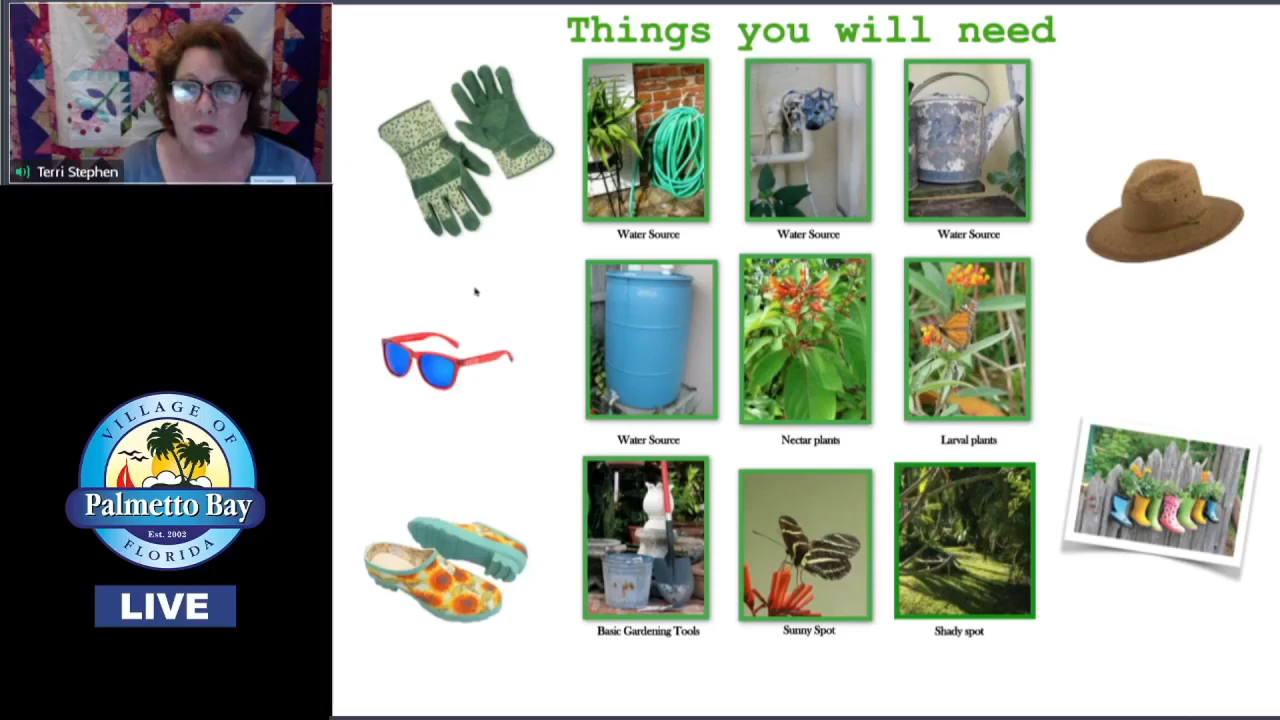 Things you will need
Terri Stephen
Water Source
Water Source
Water Source
Water Source
Nectar plants
Larval plants
Basic Gardening Tools
Sunny Spot
Shady spot
VILLAGE OF
Palmetto Bay
Est. 2002
FLORIDA
LIVE